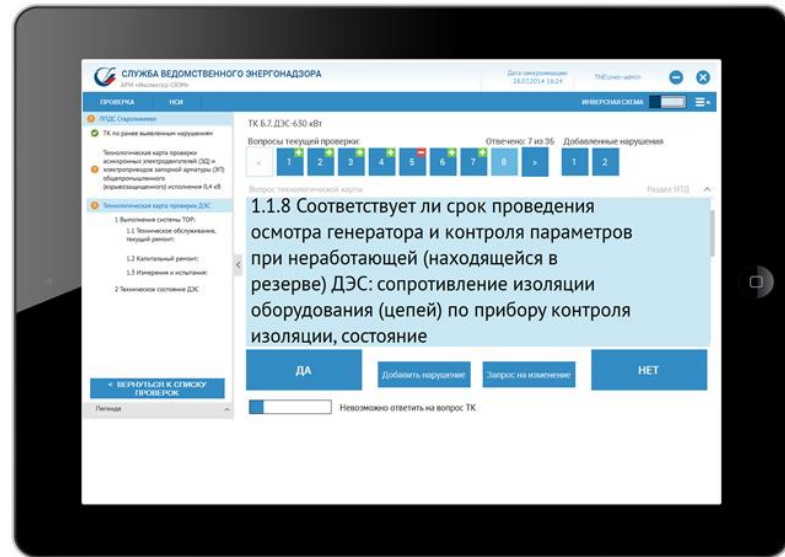 СЛУЖБА ВЕДОМСТВЕННОГО ЭНЕРГОНАДЗОРА
АРМ «Инспектор СВЭН»
Дата синхронизации:
28.07.2014 16:24
ПРОВЕРКА НСИ
ИНВЕРСНАЯ СХЕМА
ТК по ранее выявленным нарушениям
Технологическая карта проверки
асинхронных электродвигателей (ЭД) и
электроприводов запорной арматуры (ЭП)
общепромышленного
(взрывозащищенного) исполнения 0,4 кВ
Технологическая карта проверки ДЭС
1 Выполнения системы ТОР:
1.1 Техническое обслуживание,
текущий ремонт:
1.2 Капитальный ремонт:
1.3 Измерения и испытания:
2 Техническое состояние ДЭС
< ВЕРНУТЬСЯ К СПИСКУ
ПРОВЕРОК
Легенда
ТК Б.7. ДЭС-630 кВт
Вопросы текущей проверки:
Отвечено: 7 из 35
Добавленные нарушения
< 1 2 3 4 5 6 7 8 > 1 2
Вопрос технологической карты
Раздел НТД
1.1.8 Соответствует ли срок проведения
осмотра генератора и контроля параметров
при неработающей (находящейся в
резерве) ДЭС: сопротивление изоляции
оборудования (цепей) по прибору контроля
изоляции, состояние
ДА
Добавить нарушение
Запрос на изменение
НЕТ
Невозможно ответить на вопрос ТК